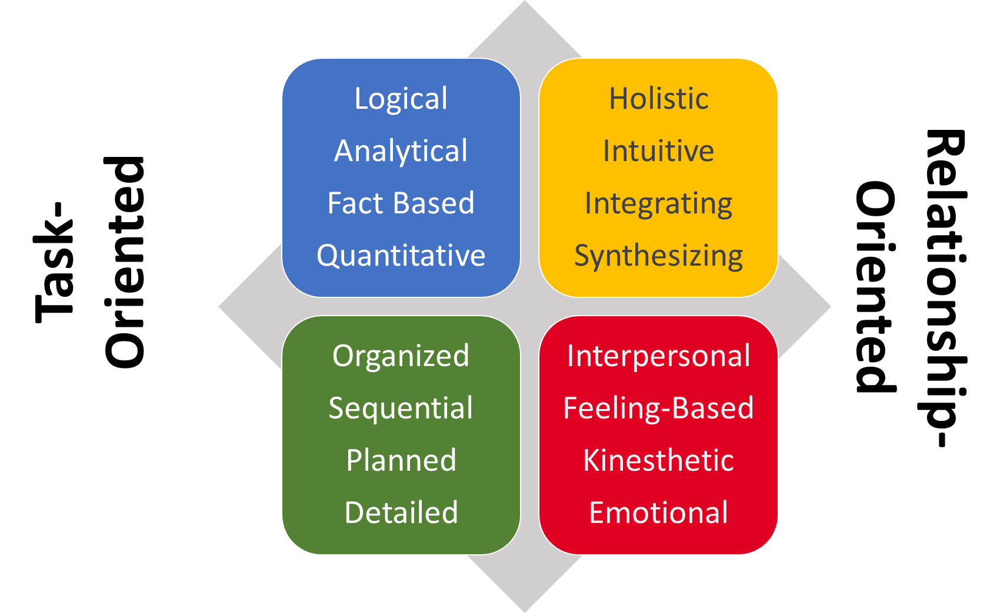 Task-
Oriented
Logical
Analytical
Fact Based
Quantitative
Holistic
Intuitive
Integrating
Synthesizing
Organized
Sequential
Planned
Detailed
Interpersonal
Feeling-Based
Kinesthetic
Emotional
Relationship-
Oriented